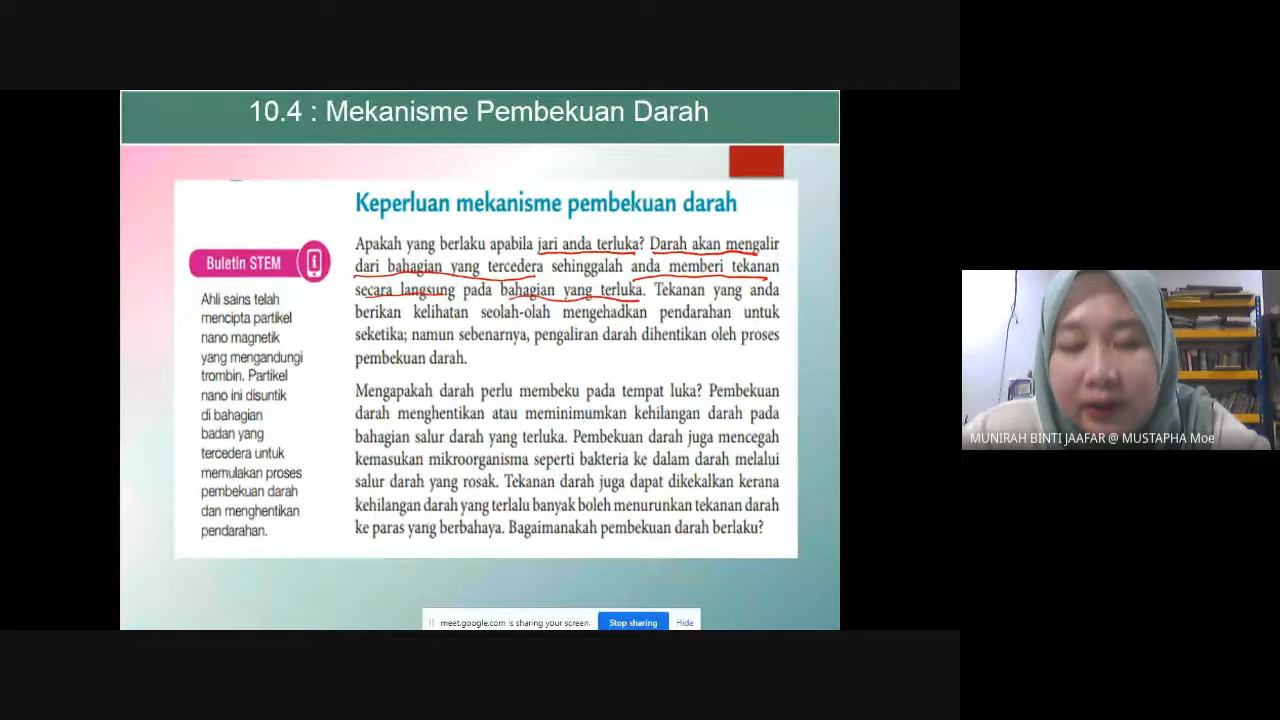 10.4 : Mekanisme Pembekuan Darah
Keperluan mekanisme pembekuan darah
Apakah yang berlaku apabila jari anda terluka? Darah akan mengalir
dari bahagian yang tercedera sehinggalah anda memberi tekanan
secara langsung pada bahagian yang terluka. Tekanan yang anda
berikan kelihatan seolah-olah mengehadkan pendarahan untuk
seketika; namun sebenarnya, pengaliran darah dihentikan oleh proses
pembekuan darah.
Mengapakah darah perlu membeku pada tempat luka? Pembekuan
darah menghentikan atau meminimumkan kehilangan darah pada
bahagian salur darah yang terluka. Pembekuan darah juga mencegah
kemasukan mikroorganisma seperti bakteria ke dalam darah melalui
salur darah yang rosak. Tekanan darah juga dapat dikekalkan kerana
kehilangan darah yang terlalu banyak boleh menurunkan tekanan darah
ke paras yang berbahaya. Bagaimanakah pembekuan darah berlaku?
Buletin STEM
Ahli sains telah
mencipta partikel
nano magnetik
yang mengandungi
trombin. Partikel
nano ini disuntik
di bahagian
badan yang
tercedera untuk
memulakan proses
pembekuan darah
dan menghentikan
pendarahan.
meet.google.com is sharing your screen.
Stop sharing
Hide
MUNIRAH BINTI JAAFAR @ MUSTAPHA Moe